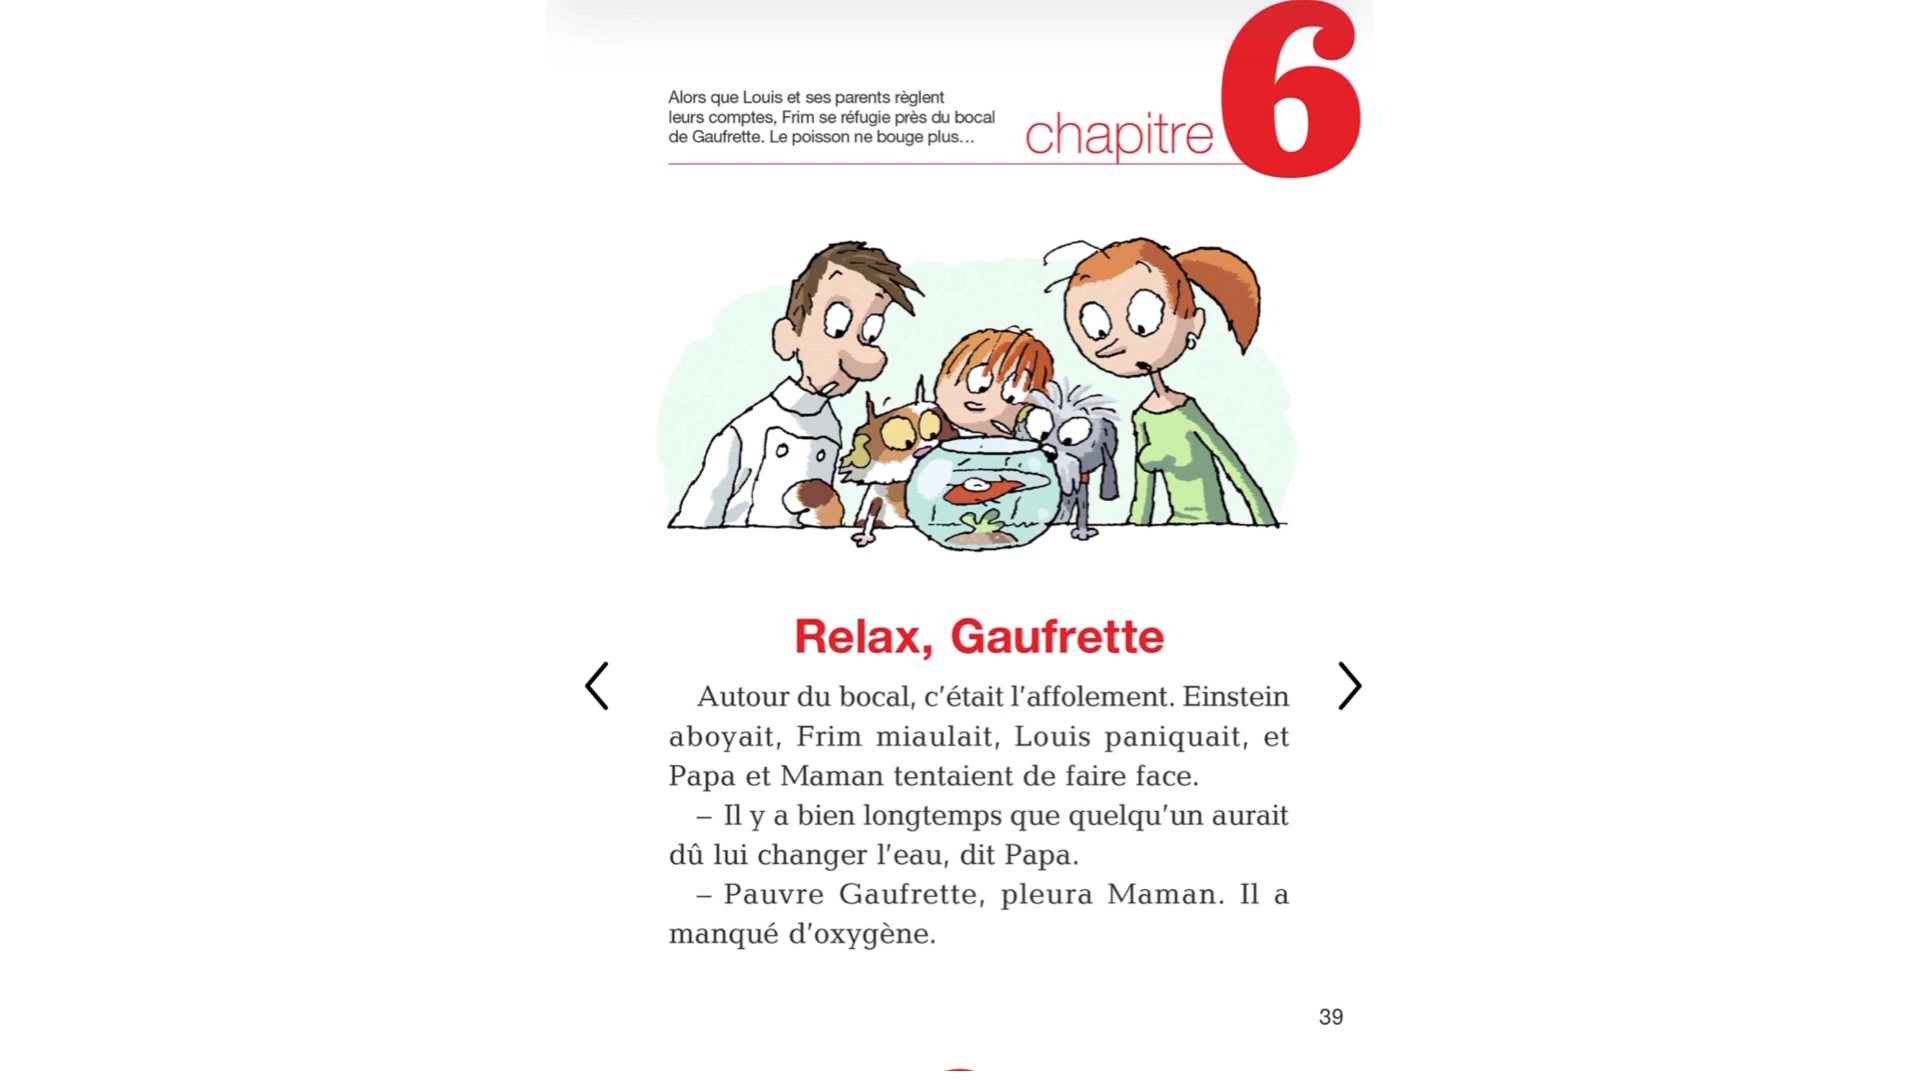 Alors que Louis et ses parents règlent
leurs comptes, Frim se réfugie près du bocal
de Gaufrette. Le poisson ne bouge plus...
chapitre 6
Relax, Gaufrette
Autour du bocal, c’était l’affolement. Einstein
aboyait, Frim miaulait, Louis paniquait, et
Papa et Maman tentaient de faire face.
– Il y a bien longtemps que quelqu’un aurait
dû lui changer l’eau, dit Papa.
– Pauvre Gaufrette, pleura Maman. Il a
manqué d’oxygène.
39